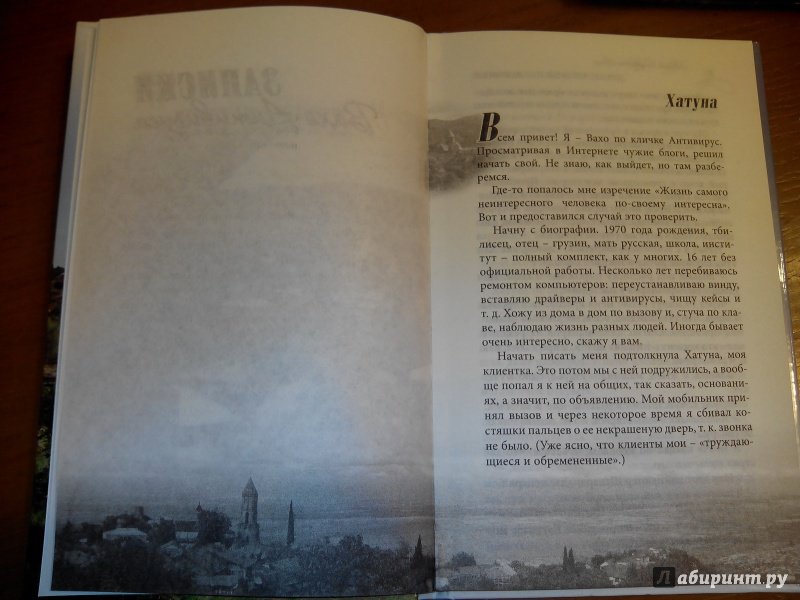 ЗАПИСКИ
Хатуна
Всем привет! Я – Вахо по кличке Антивирус.
Просматривая в Интернете чужие блоги, решил
начать свой. Не знаю, как выйдет, но там разбе-
ремся.
Где-то попалось мне изречение «Жизнь самого
неинтересного человека по-своему интересна».
Вот и предоставился случай это проверить.
Начну с биографии. 1970 года рождения, тби-
лисец, отец – грузин, мать русская, школа, инсти-
тут – полный комплект, как у многих. 16 лет без
официальной работы. Несколько лет перебиваюсь
ремонтом компьютеров: переустанавливаю винду,
вставляю драйверы и антивирусы, чищу кейсы и
т. д. Хожу из дома в дом по вызову и, стуча по кла-
ве, наблюдаю жизнь разных людей. Иногда бывает
очень интересно, скажу я вам.
Начать писать меня подтолкнула Хатуна, моя
клиентка. Это потом мы с ней подружились, а вооб-
ще попал я к ней на общих, так сказать, основани-
ях, а значит, по объявлению. Мой мобильник при-
нял вызов и через некоторое время я сбивал ко-
стяшки пальцев о ее некрашеную дверь, т. к. звонка
не было. (Уже ясно, что клиенты мои – «труждаю-
щиеся и обремененные».)
Лабиринт.ру